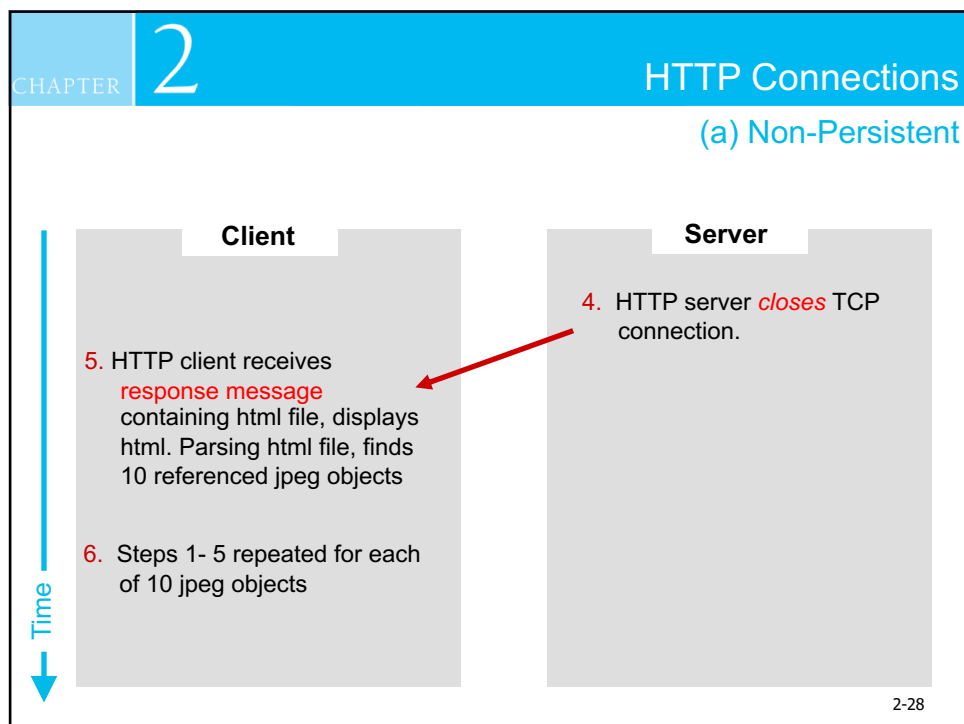 CHAPTER 2
HTTP Connections
(a) Non-Persistent
Client
5. HTTP client receives
response message
containing html file, displays
html. Parsing html file, finds
10 referenced jpeg objects
6. Steps 1- 5 repeated for each
of 10 jpeg objects
Server
4. HTTP server closes TCP
connection.
Time
2-28